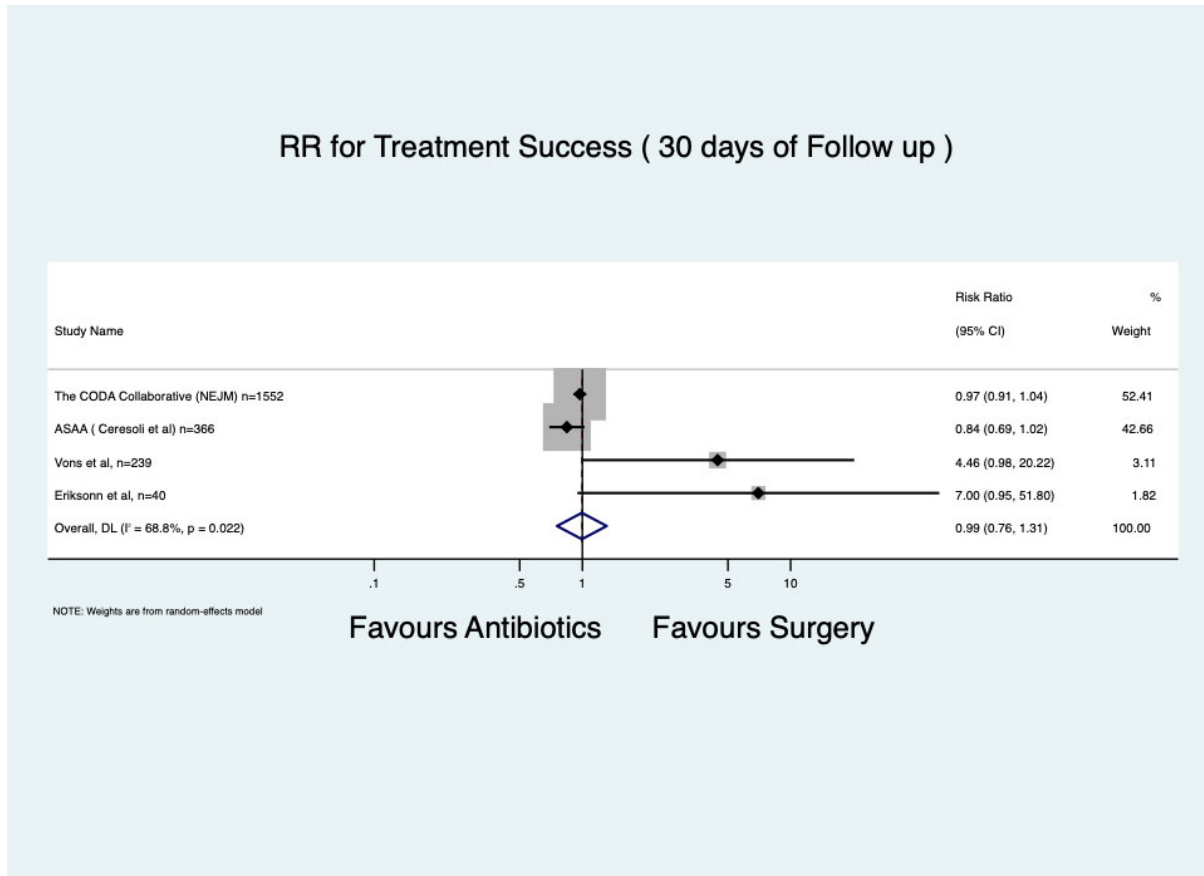 RR for Treatment Success ( 30 days of Follow up )
Risk Ratio %
Study Name (95% CI) Weight
The CODA Collaborative (NEJM) n=1552 0.97 (0.91, 1.04) 52.41
ASAA ( Ceresoli et al) n=366 0.84 (0.69, 1.02) 42.66
Vons et al, n=239 4.46 (0.98, 20.22) 3.11
Eriksonn et al, n=40 7.00 (0.95, 51.80) 1.82
Overall, DL (I² = 68.8%, p = 0.022) 0.99 (0.76, 1.31) 100.00
.1 .5 1 5 10
NOTE: Weights are from random-effects model
Favours Antibiotics Favours Surgery